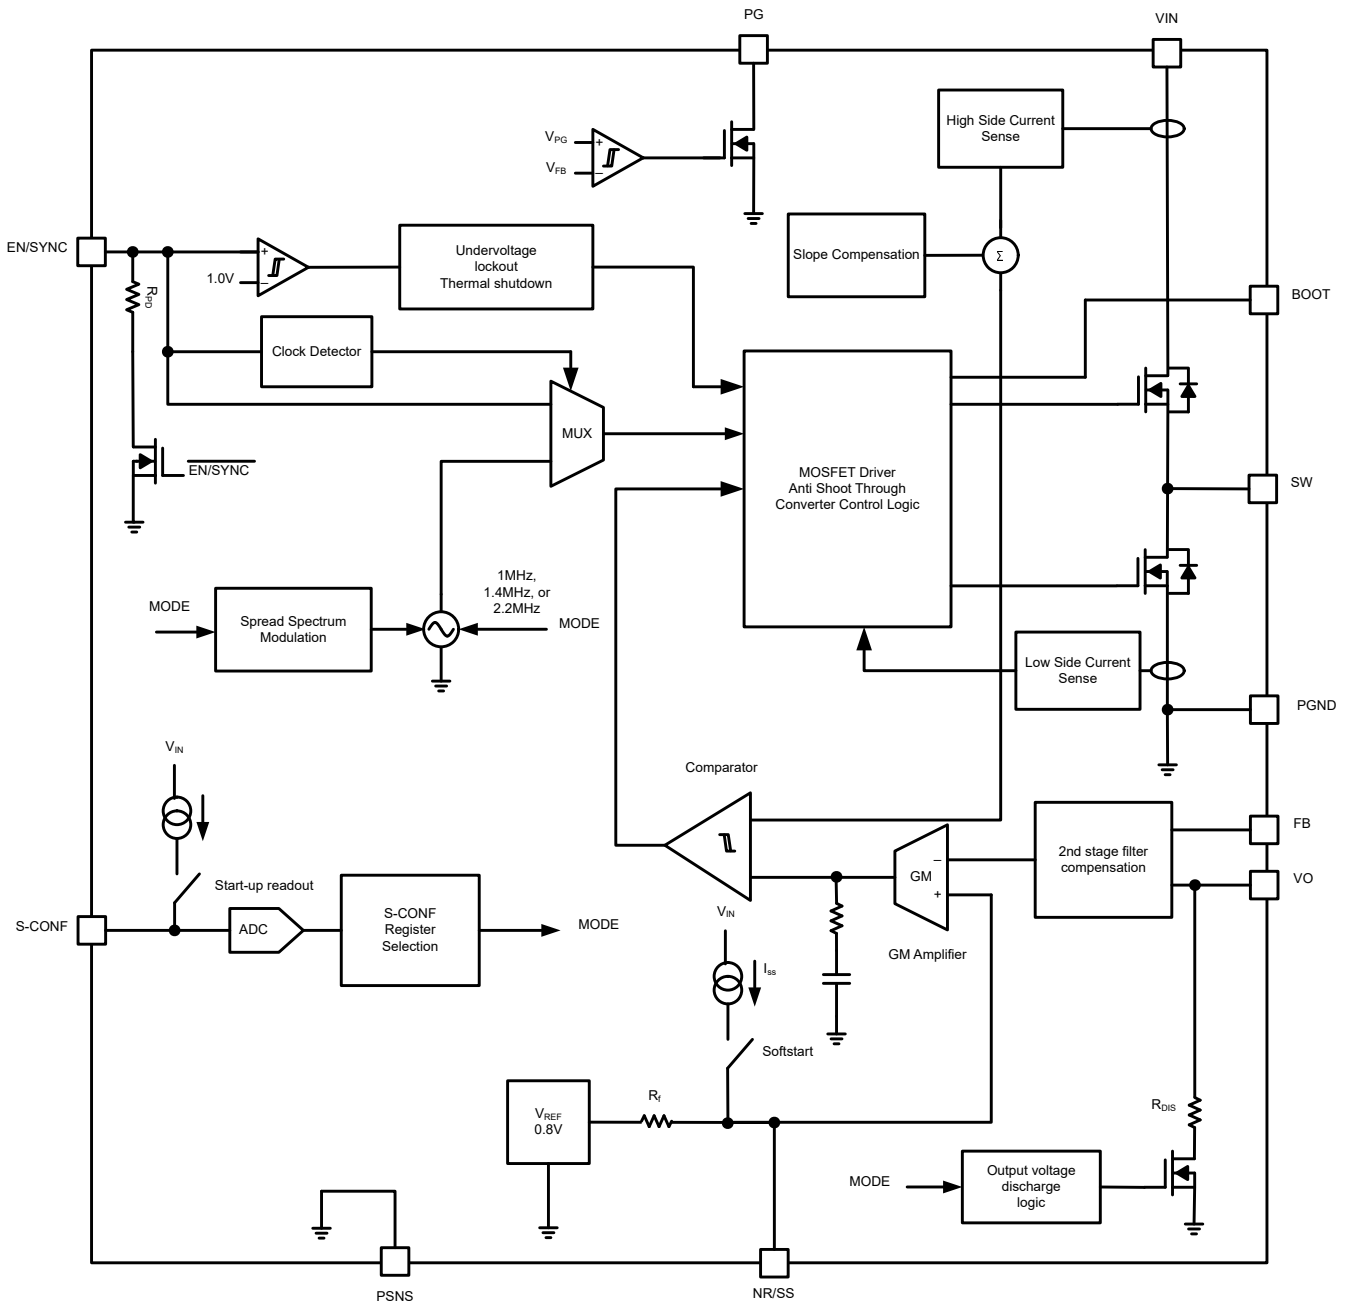 PG
VIN
High Side Current
Sense
VPG
+
VFB
–
EN/SYNC
+
1.0V
–
Undervoltage
lockout
Thermal shutdown
Slope Compensation
Σ
RPD
BOOT
Clock Detector
MUX
EN/SYNC
MOSFET Driver
Anti Shoot Through
Converter Control Logic
SW
1MHz,
1.4MHz, or
2.2MHz
MODE
Spread Spectrum
Modulation
MODE
Low Side Current
Sense
PGND
VIN
Comparator
FB
2nd stage filter
compensation
–
GM
+
VO
Start-up readout
S-CONF
ADC
S-CONF
Register
Selection
MODE
VIN
GM Amplifier
Iss
Softstart
VREF
0.8V
Rf
RDIS
MODE
Output voltage
discharge
logic
PSNS
NR/SS